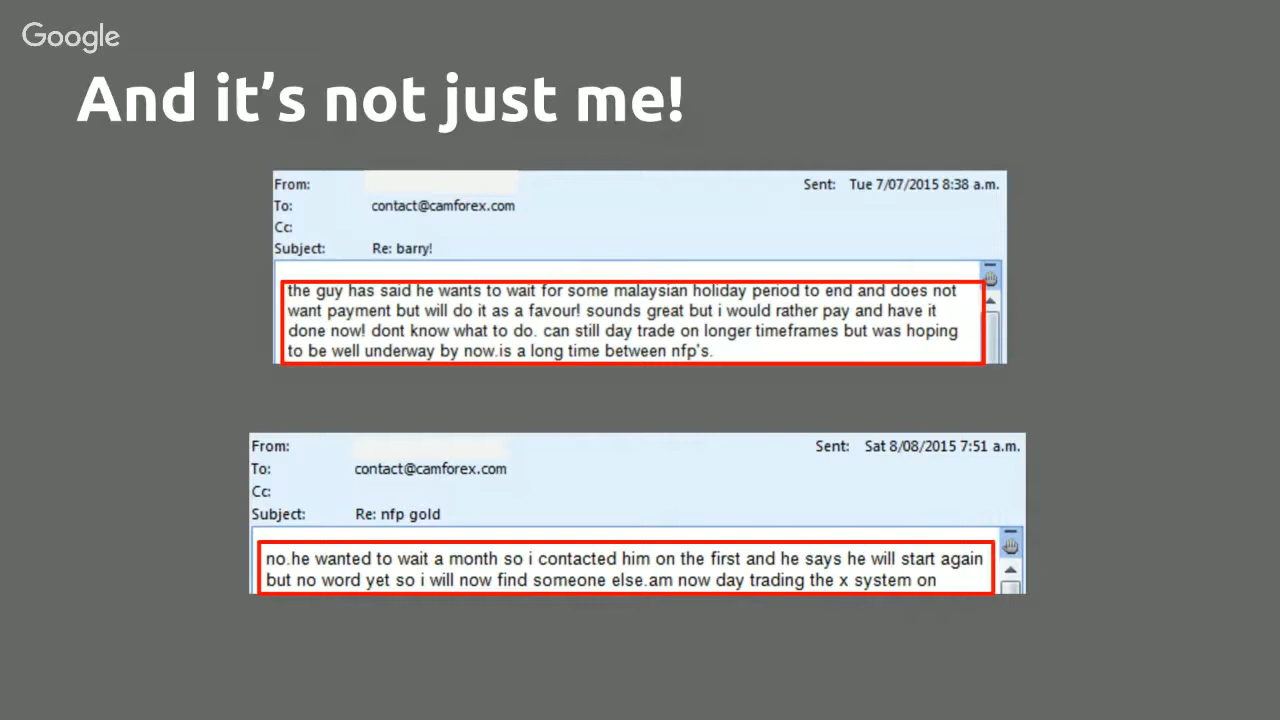 Google
And it's not just me!
From:
Sent: Tue 7/07/2015 8:38 a.m.
To: contact@camforex.com
Cc:
Subject: Re: barry!
the guy has said he wants to wait for some malaysian holiday period to end and does not
want payment but will do it as a favour! sounds great but i would rather pay and have it
done now! dont know what to do. can still day trade on longer timeframes but was hoping
to be well underway by now.is a long time between nfp's.
From:
Sent: Sat 8/08/2015 7:51 a.m.
To: contact@camforex.com
Cc:
Subject: Re: nfp gold
no.he wanted to wait a month so i contacted him on the first and he says he will start again
but no word yet so i will now find someone else.am now day trading the x system on